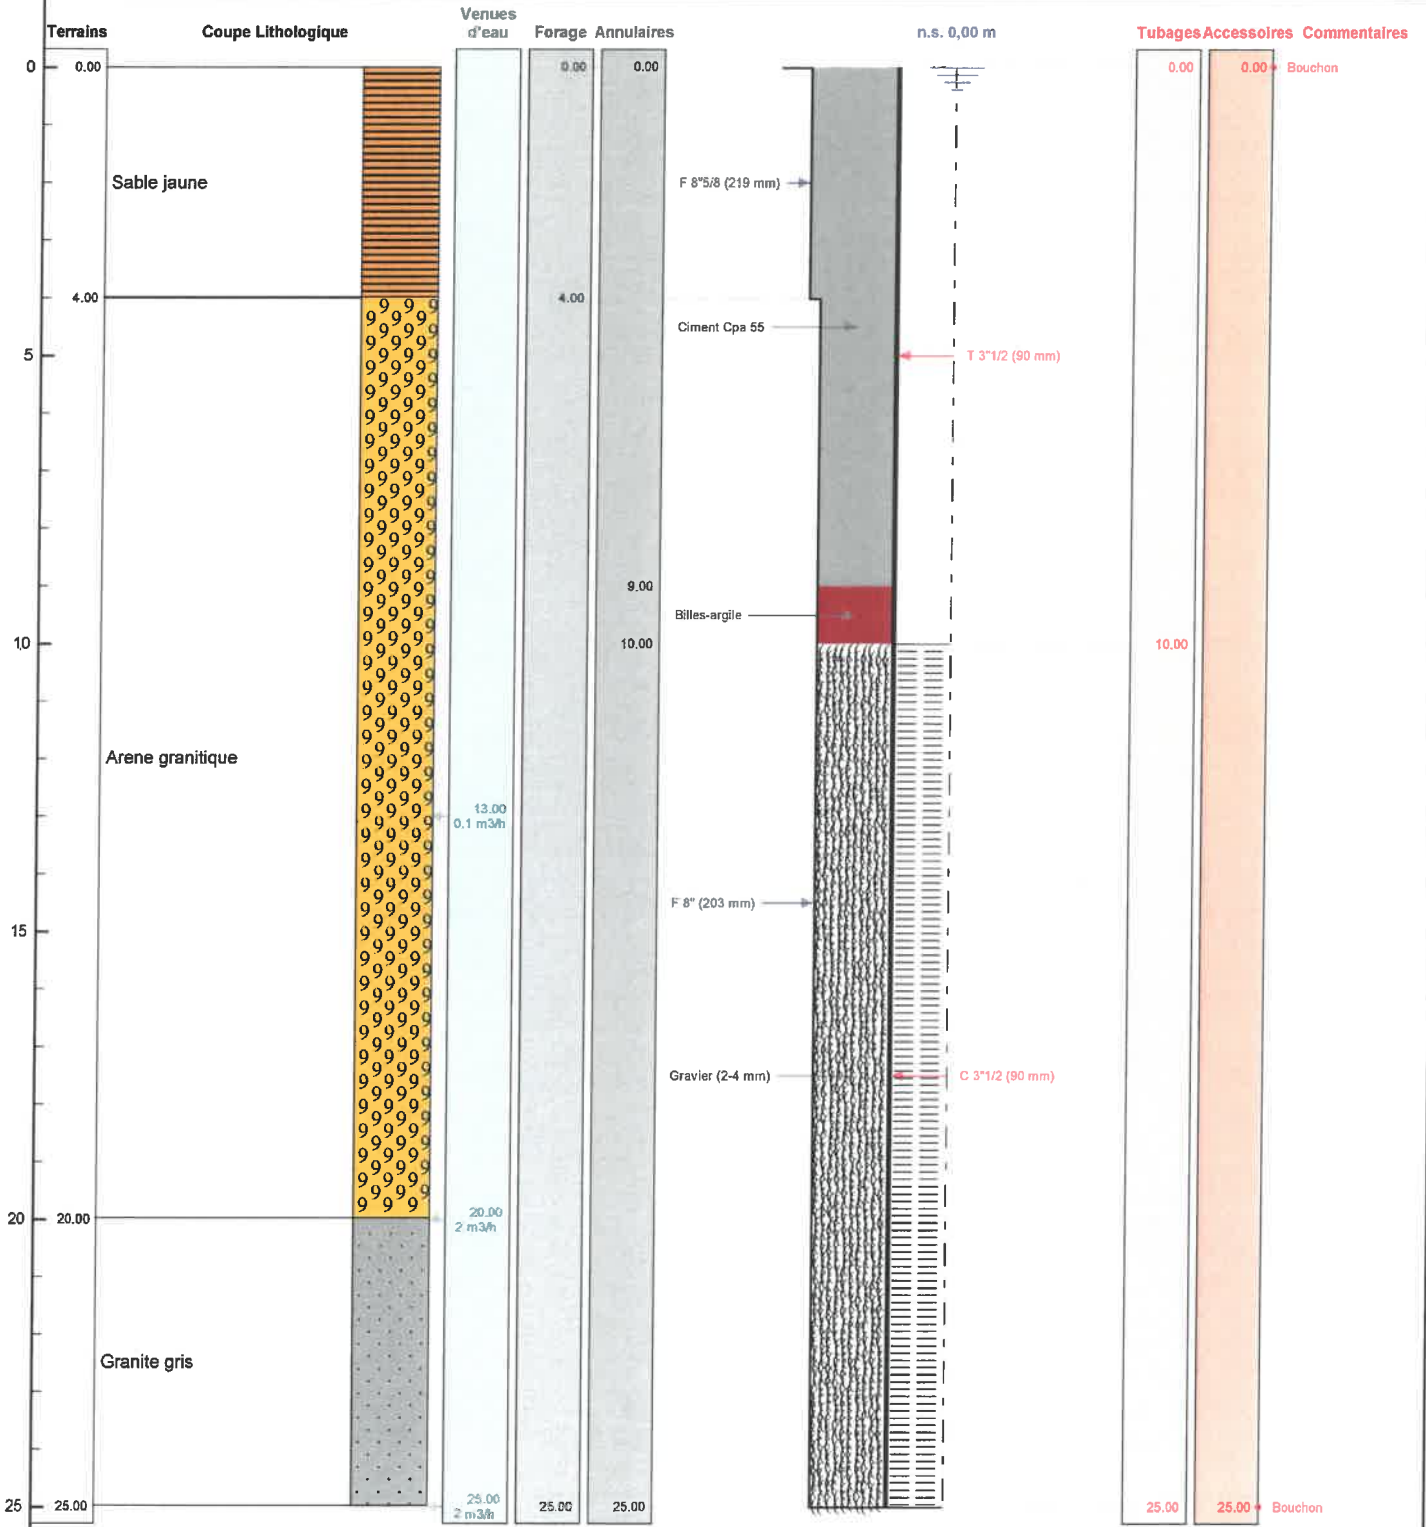 Terrains Coupe Lithologique Venues d'eau Forage Annulaires n.s. 0,00 m Tubages Accessoires Commentaires
0 0.00 0.00 0.00 0.00 0.00 Bouchon
Sable jaune F 8"5/8 (219 mm)
4.00 4.00
Ciment Cpa 55
5 T 3"1/2 (90 mm)
9.00
Billes-argile
10 10.00 10.00
Arene granitique
13.00
0.1 m3/h
F 8" (203 mm)
15
Gravier (2-4 mm) C 3"1/2 (90 mm)
20 20.00 20.00
2 m3/h
Granite gris
25 25.00 25.00 25.00 25.00 25.00 25.00 Bouchon
2 m3/h